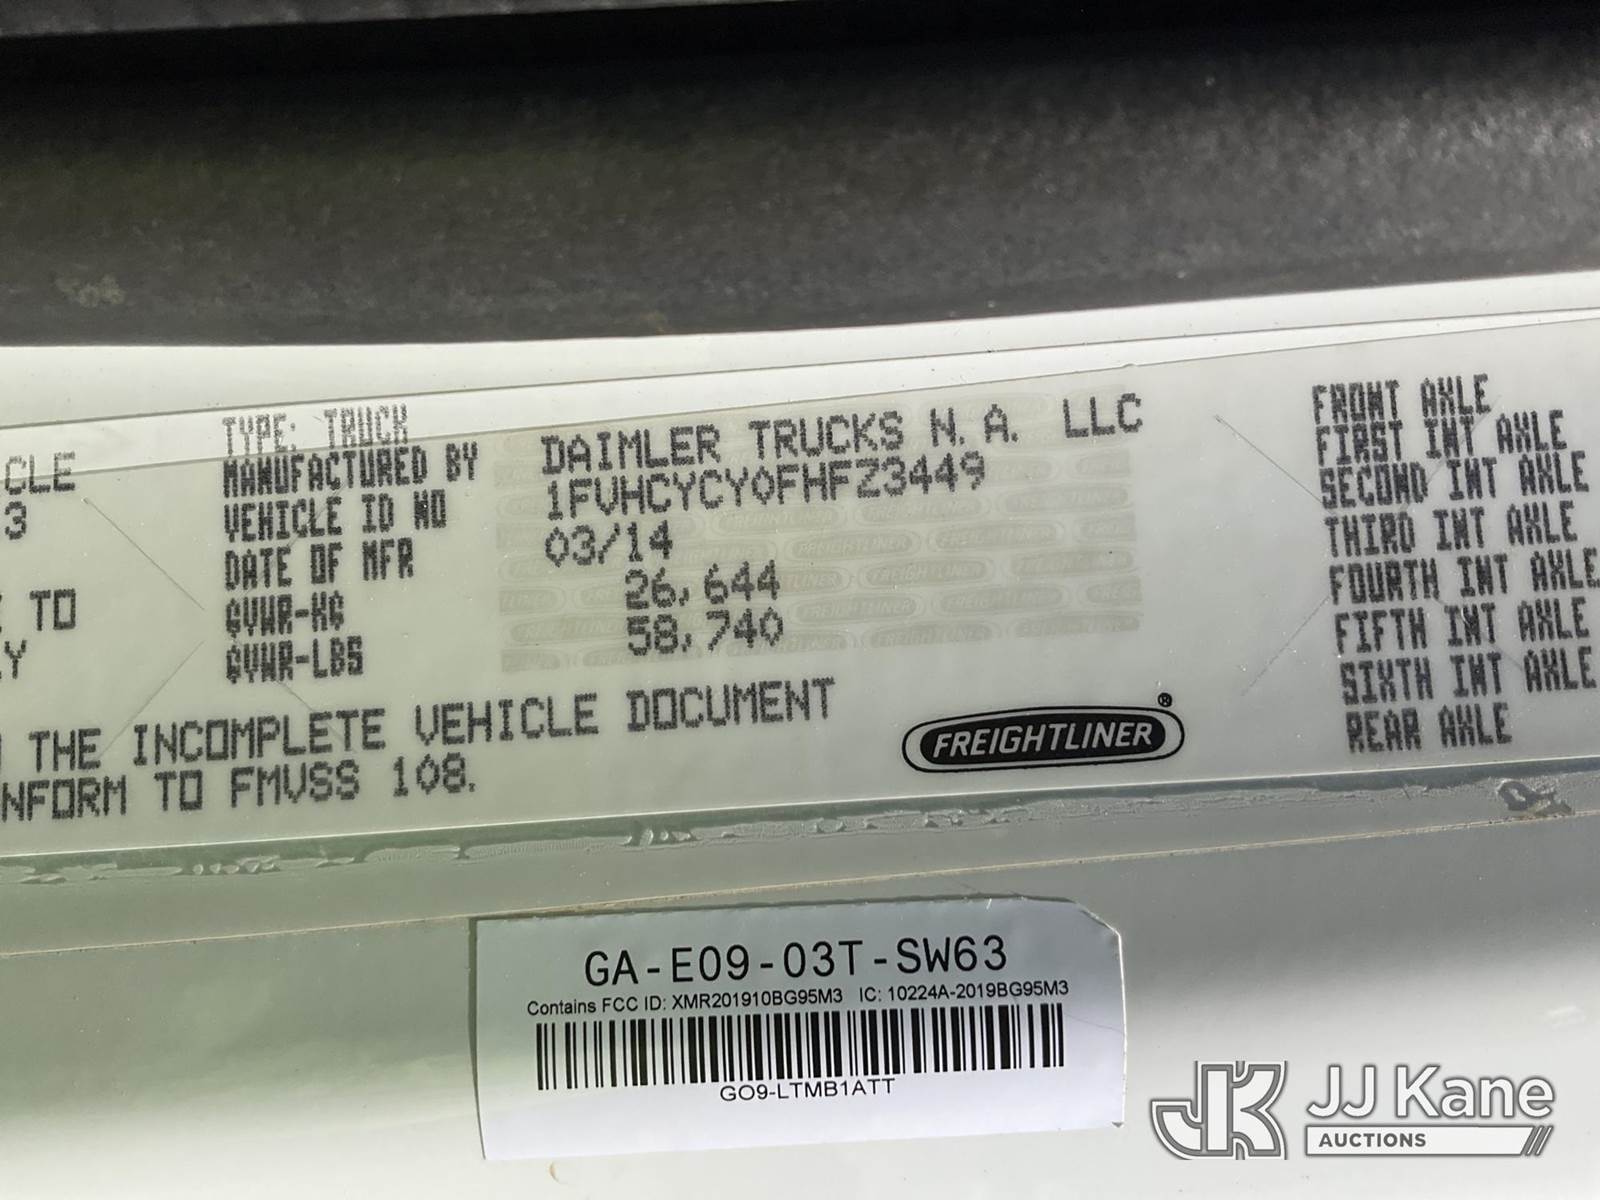 TYPE: TRUCK
MANUFACTURED BY DAIMLER TRUCKS N.A. LLC
VEHICLE ID NO 1FVHCYCY0FHFZ3449
DATE OF MFR 03/14
GVWR-KG 26,644
GVWR-LBS 58,740
CLE
3
TO
Y
THE INCOMPLETE VEHICLE DOCUMENT
NFORM TO FMVSS 108.
FREIGHTLINER®
FRONT AXLE
FIRST INT AXLE
SECOND INT AXLE
THIRD INT AXLE
FOURTH INT AXLE
FIFTH INT AXLE
SIXTH INT AXLE
REAR AXLE
GA-E09-03T-SW63
Contains FCC ID: XMR201910BG95M3 IC: 10224A-2019BG95M3
GO9-LTMB1ATT
JK JJ Kane
AUCTIONS